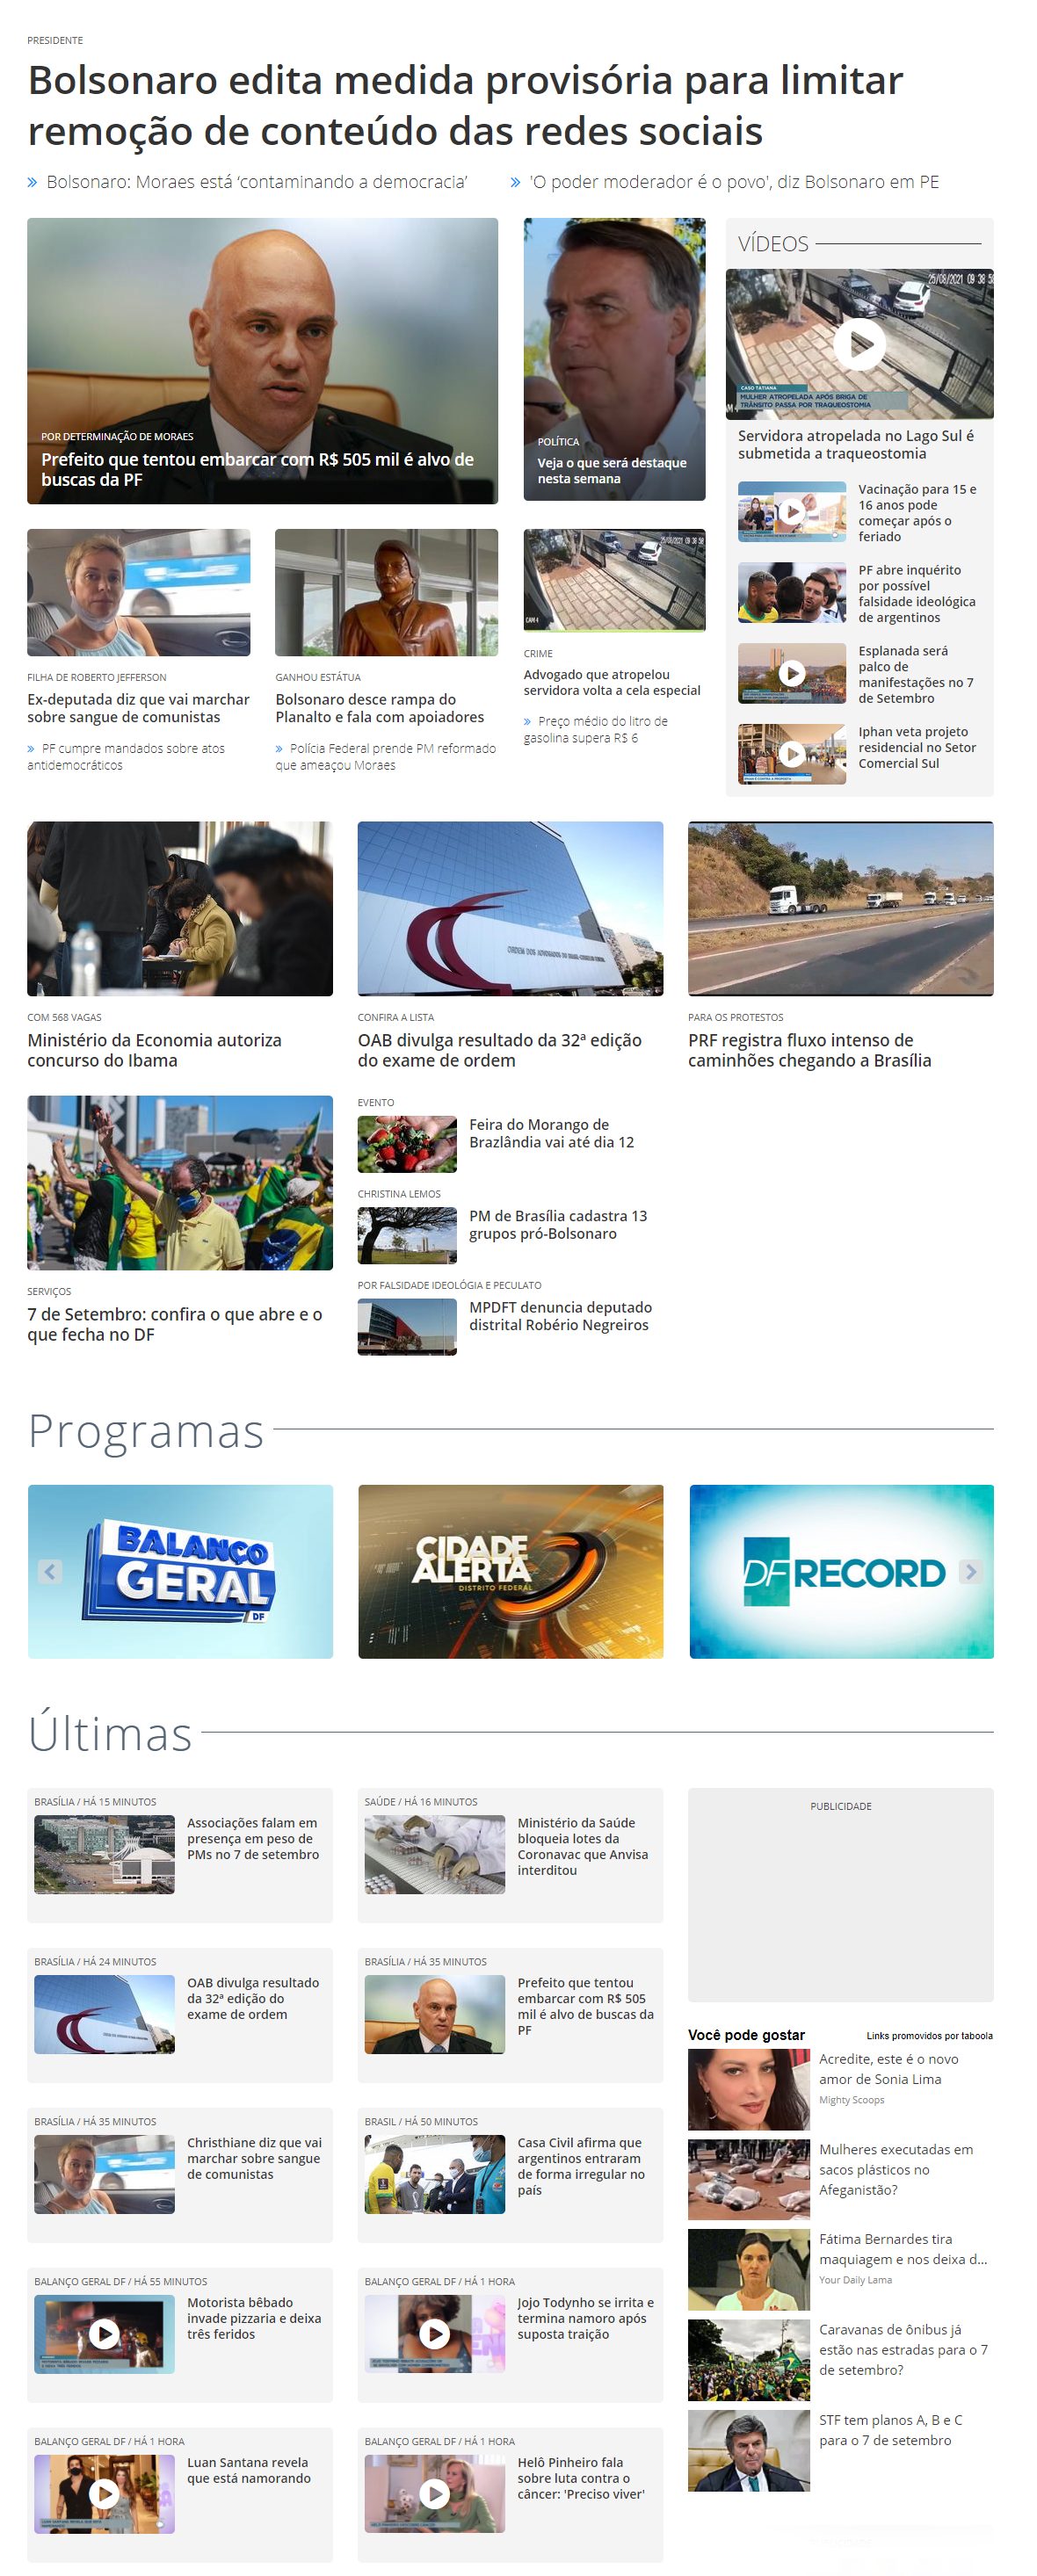 PRESIDENTE
Bolsonaro edita medida provisória para limitar
remoção de conteúdo das redes sociais
» Bolsonaro: Moraes está ‘contaminando a democracia’
» 'O poder moderador é o povo', diz Bolsonaro em PE
POR DETERMINAÇÃO DE MORAES
Prefeito que tentou embarcar com R$ 505 mil é alvo de
buscas da PF
POLÍTICA
Veja o que será destaque
nesta semana
VÍDEOS
25/08/2021 09 38 58
CASO TATIANA
MULHER ATROPELADA APÓS BRIGA DE
TRÂNSITO PASSA POR TRAQUEOSTOMIA
Servidora atropelada no Lago Sul é
submetida a traqueostomia
Vacinação para 15 e
16 anos pode
começar após o
feriado
PF abre inquérito
por possível
falsidade ideológica
de argentinos
Esplanada será
palco de
manifestações no 7
de Setembro
Iphan veta projeto
residencial no Setor
Comercial Sul
FILHA DE ROBERTO JEFFERSON
Ex-deputada diz que vai marchar
sobre sangue de comunistas
» PF cumpre mandados sobre atos
antidemocráticos
GANHOU ESTÁTUA
Bolsonaro desce rampa do
Planalto e fala com apoiadores
» Polícia Federal prende PM reformado
que ameaçou Moraes
25/08/2021 09 38 58
CAM 4
CRIME
Advogado que atropelou
servidora volta a cela especial
» Preço médio do litro de
gasolina supera R$ 6
COM 568 VAGAS
Ministério da Economia autoriza
concurso do Ibama
ORDEM DOS ADVOGADOS DO BRASIL-CONSELHO FEDERAL
CONFIRA A LISTA
OAB divulga resultado da 32ª edição
do exame de ordem
PARA OS PROTESTOS
PRF registra fluxo intenso de
caminhões chegando a Brasília
SERVIÇOS
7 de Setembro: confira o que abre e o
que fecha no DF
EVENTO
Feira do Morango de
Brazlândia vai até dia 12
CHRISTINA LEMOS
PM de Brasília cadastra 13
grupos pró-Bolsonaro
POR FALSIDADE IDEOLÓGIA E PECULATO
MPDFT denuncia deputado
distrital Robério Negreiros
Programas
BALANÇO
GERAL
DF
CIDADE
ALERTA
DISTRITO FEDERAL
DF RECORD
Últimas
BRASÍLIA / HÁ 15 MINUTOS
Associações falam em
presença em peso de
PMs no 7 de setembro
SAÚDE / HÁ 16 MINUTOS
Ministério da Saúde
bloqueia lotes da
Coronavac que Anvisa
interditou
PUBLICIDADE
BRASÍLIA / HÁ 24 MINUTOS
OAB divulga resultado
da 32ª edição do
exame de ordem
BRASÍLIA / HÁ 35 MINUTOS
Prefeito que tentou
embarcar com R$ 505
mil é alvo de buscas da
PF
BRASÍLIA / HÁ 35 MINUTOS
Christhiane diz que vai
marchar sobre sangue
de comunistas
BRASIL / HÁ 50 MINUTOS
Casa Civil afirma que
argentinos entraram
de forma irregular no
país
BALANÇO GERAL DF / HÁ 55 MINUTOS
Motorista bêbado
invade pizzaria e deixa
três feridos
BALANÇO GERAL DF / HÁ 1 HORA
Jojo Todynho se irrita e
termina namoro após
suposta traição
BALANÇO GERAL DF / HÁ 1 HORA
Luan Santana revela
que está namorando
BALANÇO GERAL DF / HÁ 1 HORA
Helô Pinheiro fala
sobre luta contra o
câncer: 'Preciso viver'
Você pode gostar
Links promovidos por taboola
Acredite, este é o novo
amor de Sonia Lima
Mighty Scoops
Mulheres executadas em
sacos plásticos no
Afeganistão?
Fátima Bernardes tira
maquiagem e nos deixa d...
Your Daily Lama
Caravanas de ônibus já
estão nas estradas para o 7
de setembro?
STF tem planos A, B e C
para o 7 de setembro